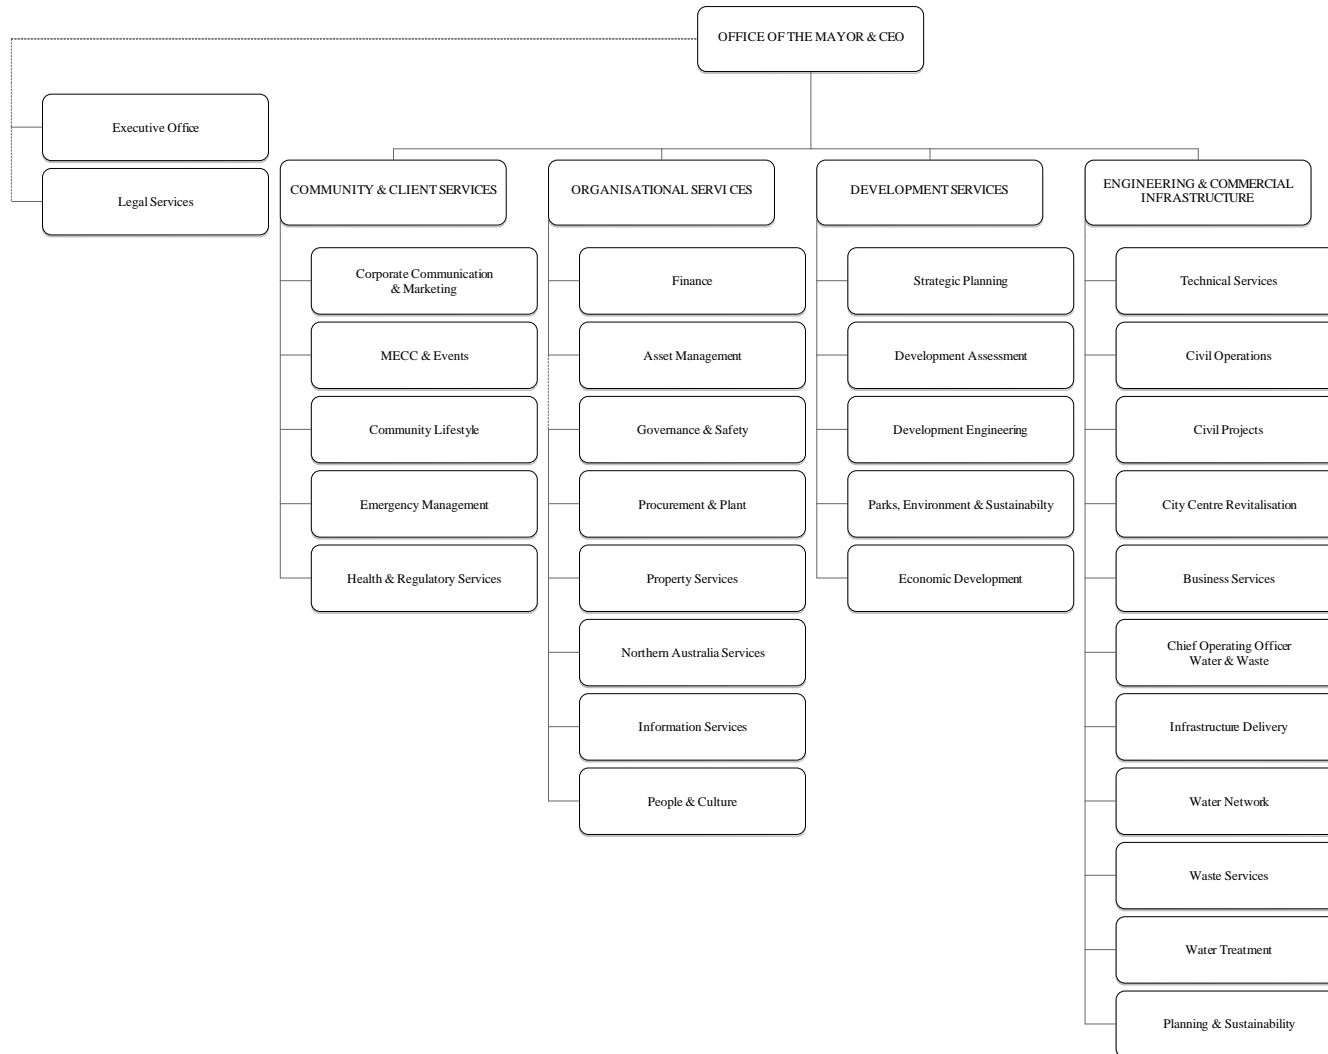 OFFICE OF THE MAYOR & CEO
Executive Office
Legal Services
COMMUNITY & CLIENT SERVICES
Corporate Communication
& Marketing
MECC & Events
Community Lifestyle
Emergency Management
Health & Regulatory Services
ORGANISATIONAL SERVICES
Finance
Asset Management
Governance & Safety
Procurement & Plant
Property Services
Northern Australia Services
Information Services
People & Culture
DEVELOPMENT SERVICES
Strategic Planning
Development Assessment
Development Engineering
Parks, Environment & Sustainabilty
Economic Development
ENGINEERING & COMMERCIAL
INFRASTRUCTURE
Technical Services
Civil Operations
Civil Projects
City Centre Revitalisation
Business Services
Chief Operating Officer
Water & Waste
Infrastructure Delivery
Water Network
Waste Services
Water Treatment
Planning & Sustainability